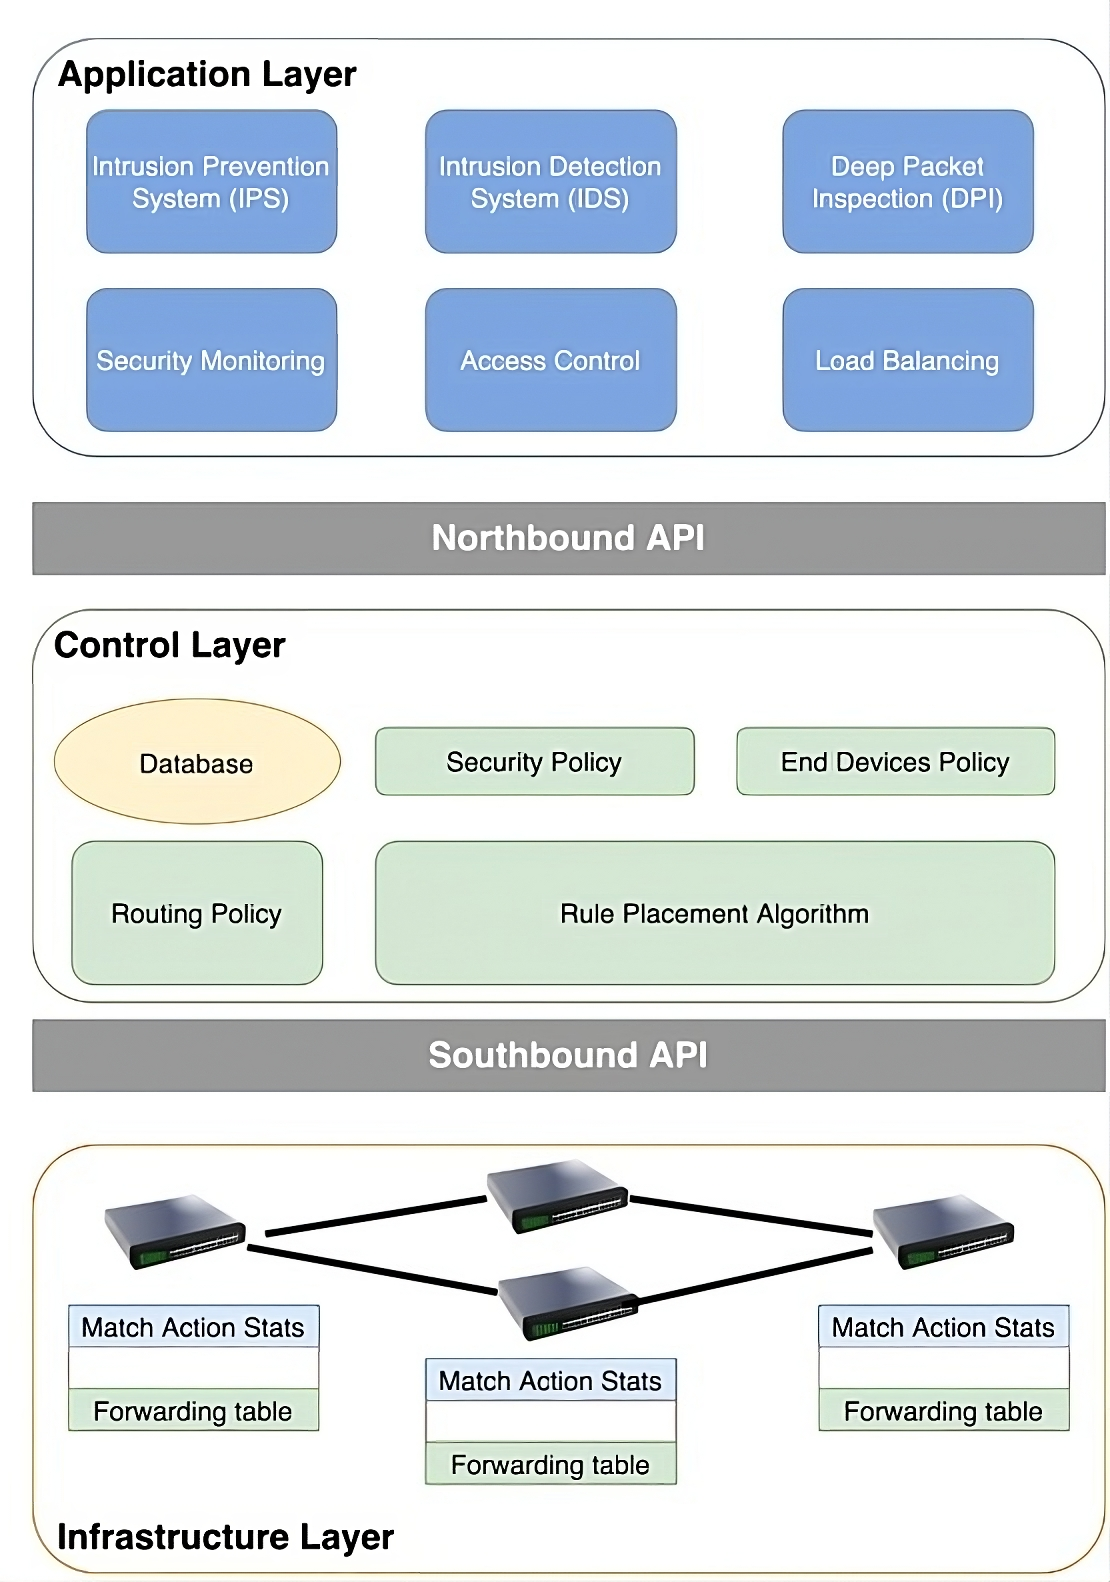 Application Layer
Intrusion Prevention
System (IPS)
Intrusion Detection
System (IDS)
Deep Packet
Inspection (DPI)
Security Monitoring
Access Control
Load Balancing
Northbound API
Control Layer
Database
Security Policy
End Devices Policy
Routing Policy
Rule Placement Algorithm
Southbound API
Match Action Stats
Forwarding table
Match Action Stats
Forwarding table
Match Action Stats
Forwarding table
Infrastructure Layer